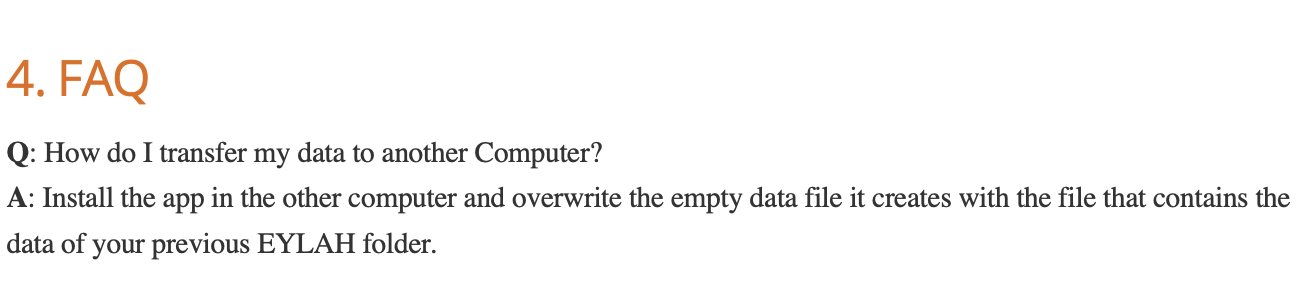 4. FAQ
Q: How do I transfer my data to another Computer?
A: Install the app in the other computer and overwrite the empty data file it creates with the file that contains the
data of your previous EYLAH folder.